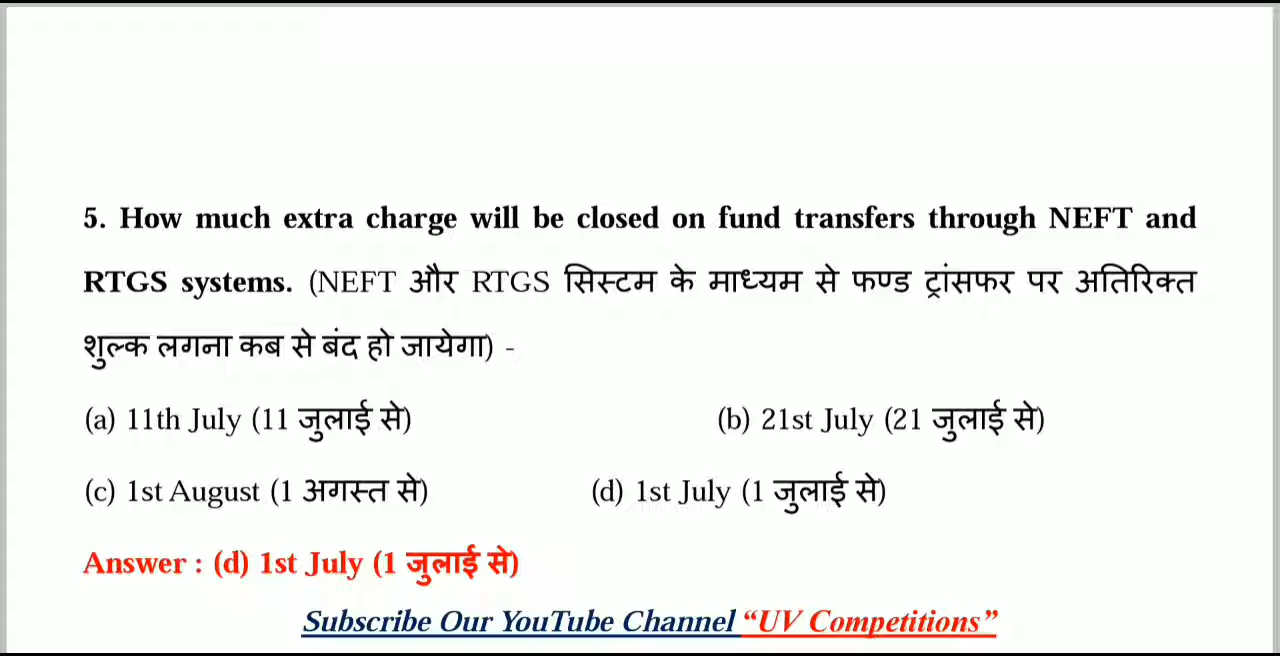 5. How much extra charge will be closed on fund transfers through NEFT and
RTGS systems. (NEFT और RTGS सिस्टम के माध्यम से फण्ड ट्रांसफर पर अतिरिक्त
शुल्क लगना कब से बंद हो जायेगा) -
(a) 11th July (11 जुलाई से) (b) 21st July (21 जुलाई से)
(c) 1st August (1 अगस्त से) (d) 1st July (1 जुलाई से)
Answer : (d) 1st July (1 जुलाई से)
Subscribe Our YouTube Channel “UV Competitions”